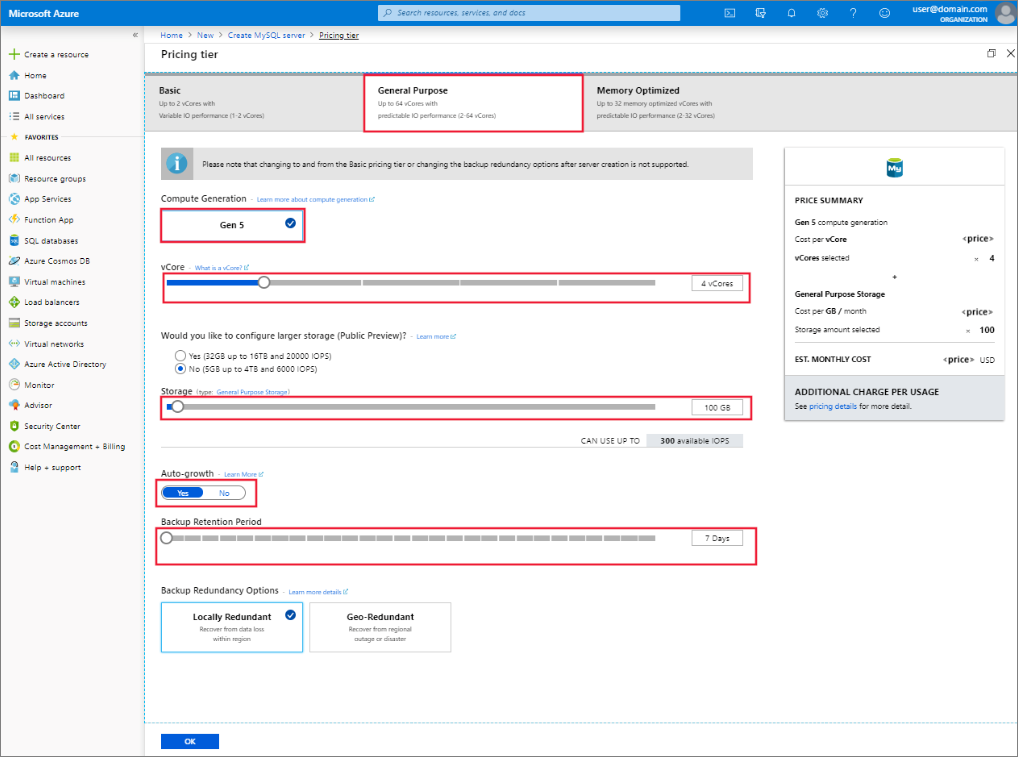 Microsoft Azure
Search resources, services, and docs
user@domain.com
ORGANIZATION
«
Create a resource
Home
Dashboard
All services
FAVORITES
All resources
Resource groups
App Services
Function App
SQL databases
Azure Cosmos DB
Virtual machines
Load balancers
Storage accounts
Virtual networks
Azure Active Directory
Monitor
Advisor
Security Center
Cost Management + Billing
Help + support
Home > New > Create MySQL server > Pricing tier
Pricing tier
Basic
Up to 2 vCores with
Variable IO performance (1-2 vCores)
General Purpose
Up to 64 vCores with
predictable IO performance (2-64 vCores)
Memory Optimized
Up to 32 memory optimized vCores with
predictable IO performance (2-32 vCores)
Please note that changing to and from the Basic pricing tier or changing the backup redundancy options after server creation is not supported.
Compute Generation - Learn more about compute generation
Gen 5
vCore - What is a vCore?
4 vCores
Would you like to configure larger storage (Public Preview)? - Learn more
Yes (32GB up to 16TB and 20000 IOPS)
No (5GB up to 4TB and 6000 IOPS)
Storage (type: General Purpose Storage)
100 GB
CAN USE UP TO 300 available IOPS
Auto-growth - Learn More
Yes No
Backup Retention Period
7 Days
Backup Redundancy Options - Learn more details
Locally Redundant
Recover from data loss
within region
Geo-Redundant
Recover from regional
outage or disaster
OK
My
PRICE SUMMARY
Gen 5 compute generation
Cost per vCore <price>
vCores selected × 4
+
General Purpose Storage
Cost per GB / month <price>
Storage amount selected × 100
EST. MONTHLY COST <price> USD
ADDITIONAL CHARGE PER USAGE
See pricing details for more detail.